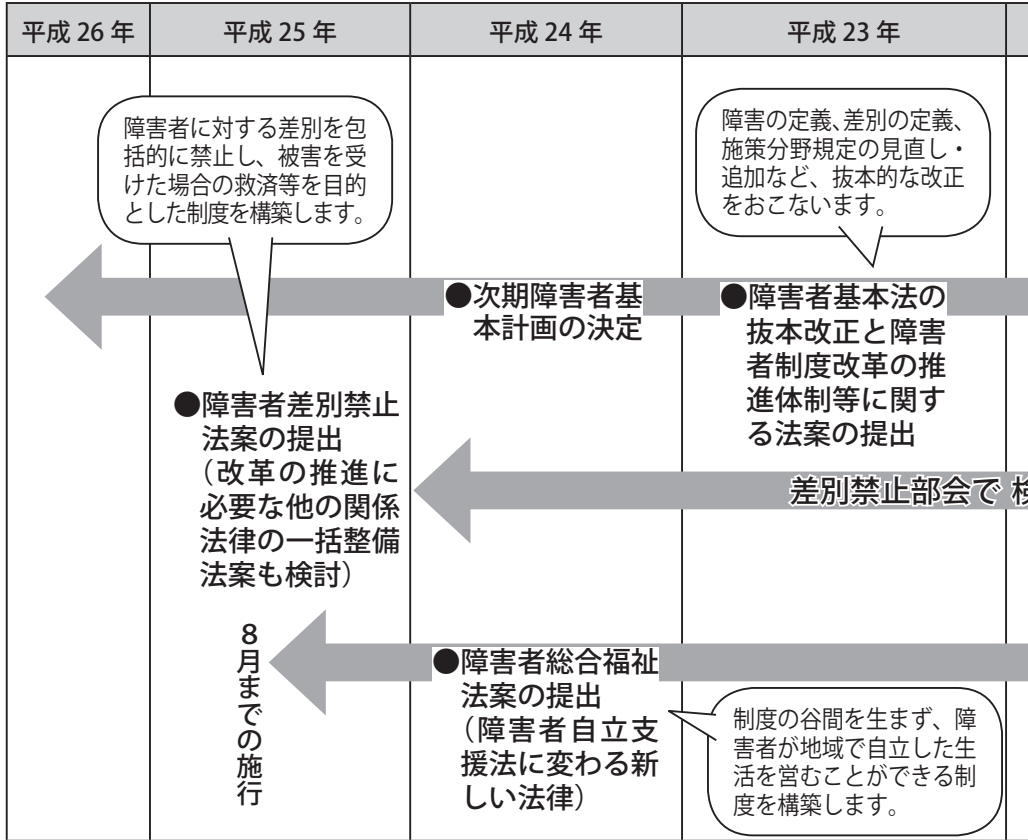 平成 26 年
平成 25 年
平成 24 年
平成 23 年
障害者に対する差別を包
括的に禁止し、被害を受
けた場合の救済等を目的
とした制度を構築します。
障害の定義、差別の定義、
施策分野規定の見直し・
追加など、抜本的な改正
をおこないます。
●次期障害者基
本計画の決定
●障害者基本法の
抜本改正と障害
者制度改革の推
進体制等に関す
る法案の提出
●障害者差別禁止
法案の提出
（改革の推進に
必要な他の関係
法律の一括整備
法案も検討）
差別禁止部会で
8月までの施行
●障害者総合福祉
法案の提出
（障害者自立支
援法に変わる新
しい法律）
制度の谷間を生まず、障
害者が地域で自立した生
活を営むことができる制
度を構築します。